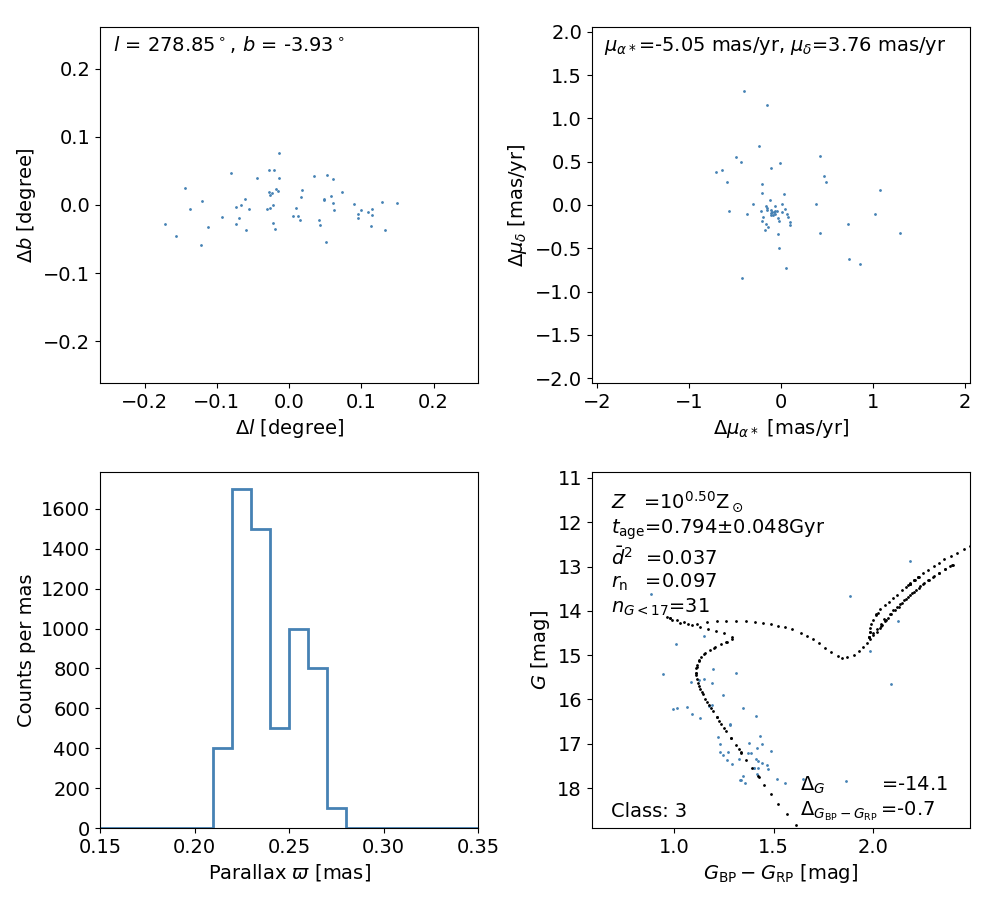 l = 278.85°, b = -3.93°
0.2
0.1
0.0
−0.1
−0.2
Δb [degree]
−0.2 −0.1 0.0 0.1 0.2
Δl [degree]
μα*=-5.05 mas/yr, μδ=3.76 mas/yr
2.0
1.5
1.0
0.5
0.0
−0.5
−1.0
−1.5
−2.0
Δμδ [mas/yr]
−2 −1 0 1 2
Δμα* [mas/yr]
1600
1400
1200
1000
800
600
400
200
0
Counts per mas
0.15 0.20 0.25 0.30 0.35
Parallax ϖ [mas]
11
12
13
14
15
16
17
18
G [mag]
Z =10^0.50 Z⊙
tage=0.794±0.048Gyr
d̄² =0.037
rn =0.097
nG<17=31
ΔG =-14.1
ΔGBP−GRP =-0.7
Class: 3
1.0 1.5 2.0
GBP − GRP [mag]